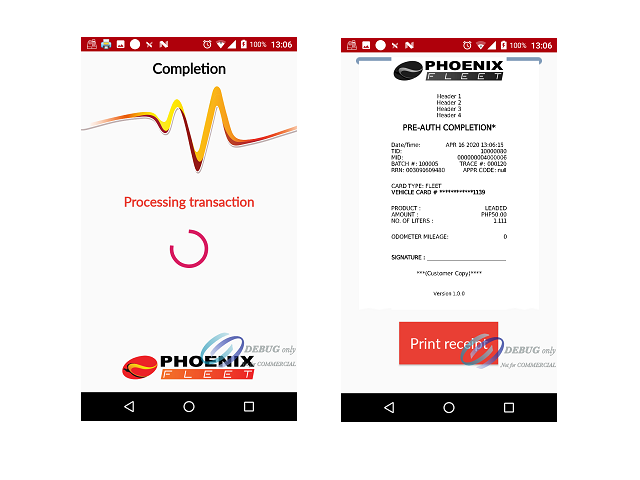 100% 13:06
Completion
Processing transaction
DEBUG only
PHOENIX
Not for COMMERCIAL
FLEET
100% 13:06
PHOENIX
FLEET
Header 1
Header 2
Header 3
Header 4
PRE-AUTH COMPLETION*
Date/Time: APR 16 2020 13:06:15
TID: 10000080
MID: 000000004000006
BATCH #: 100005 TRACE #: 000120
RRN: 003091609480 APPR CODE: null
CARD TYPE: FLEET
VEHICLE CARD # ************1139
PRODUCT : LEADED
AMOUNT : PHP50.00
NO. OF LITERS : 1.111
ODOMETER MILEAGE: 0
SIGNATURE :
***(Customer Copy)****
Version 1.0.0
Print receipt
DEBUG only
Not for COMMERCIAL